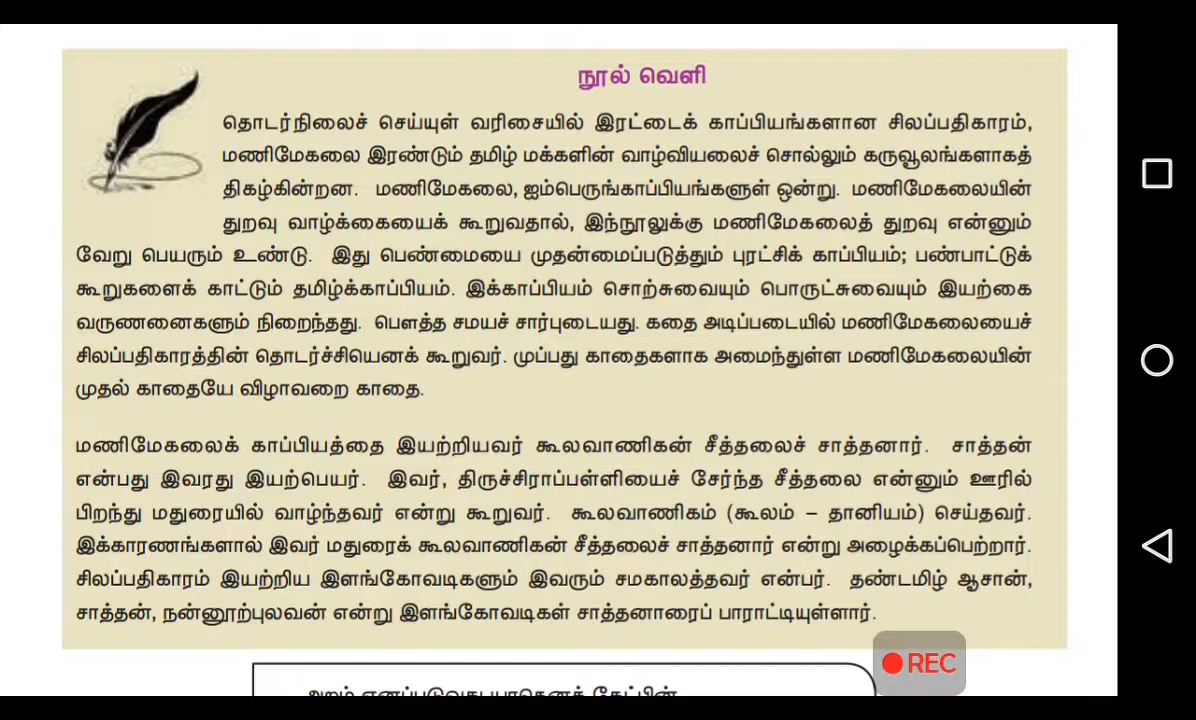 நூல் வெளி
தொடர்நிலைச் செய்யுள் வரிசையில் இரட்டைக் காப்பியங்களான சிலப்பதிகாரம்,
மணிமேகலை இரண்டும் தமிழ் மக்களின் வாழ்வியலைச் சொல்லும் கருவூலங்களாகத்
திகழ்கின்றன. மணிமேகலை, ஐம்பெருங்காப்பியங்களுள் ஒன்று. மணிமேகலையின்
துறவு வாழ்க்கையைக் கூறுவதால், இந்நூலுக்கு மணிமேகலைத் துறவு என்னும்
வேறு பெயரும் உண்டு. இது பெண்மையை முதன்மைப்படுத்தும் புரட்சிக் காப்பியம்; பண்பாட்டுக்
கூறுகளைக் காட்டும் தமிழ்க்காப்பியம். இக்காப்பியம் சொற்சுவையும் பொருட்சுவையும் இயற்கை
வருணனைகளும் நிறைந்தது. பௌத்த சமயச் சார்புடையது. கதை அடிப்படையில் மணிமேகலையைச்
சிலப்பதிகாரத்தின் தொடர்ச்சியெனக் கூறுவர். முப்பது காதைகளாக அமைந்துள்ள மணிமேகலையின்
முதல் காதையே விழாவறை காதை.
மணிமேகலைக் காப்பியத்தை இயற்றியவர் கூலவாணிகன் சீத்தலைச் சாத்தனார். சாத்தன்
என்பது இவரது இயற்பெயர். இவர், திருச்சிராப்பள்ளியைச் சேர்ந்த சீத்தலை என்னும் ஊரில்
பிறந்து மதுரையில் வாழ்ந்தவர் என்று கூறுவர். கூலவாணிகம் (கூலம் – தானியம்) செய்தவர்.
இக்காரணங்களால் இவர் மதுரைக் கூலவாணிகன் சீத்தலைச் சாத்தனார் என்று அழைக்கப்பெற்றார்.
சிலப்பதிகாரம் இயற்றிய இளங்கோவடிகளும் இவரும் சமகாலத்தவர் என்பர். தண்டமிழ் ஆசான்,
சாத்தன், நன்னூற்புலவன் என்று இளங்கோவடிகள் சாத்தனாரைப் பாராட்டியுள்ளார்.
REC
அறம் எனப்படுவது யாதெனக் கேட்பின்